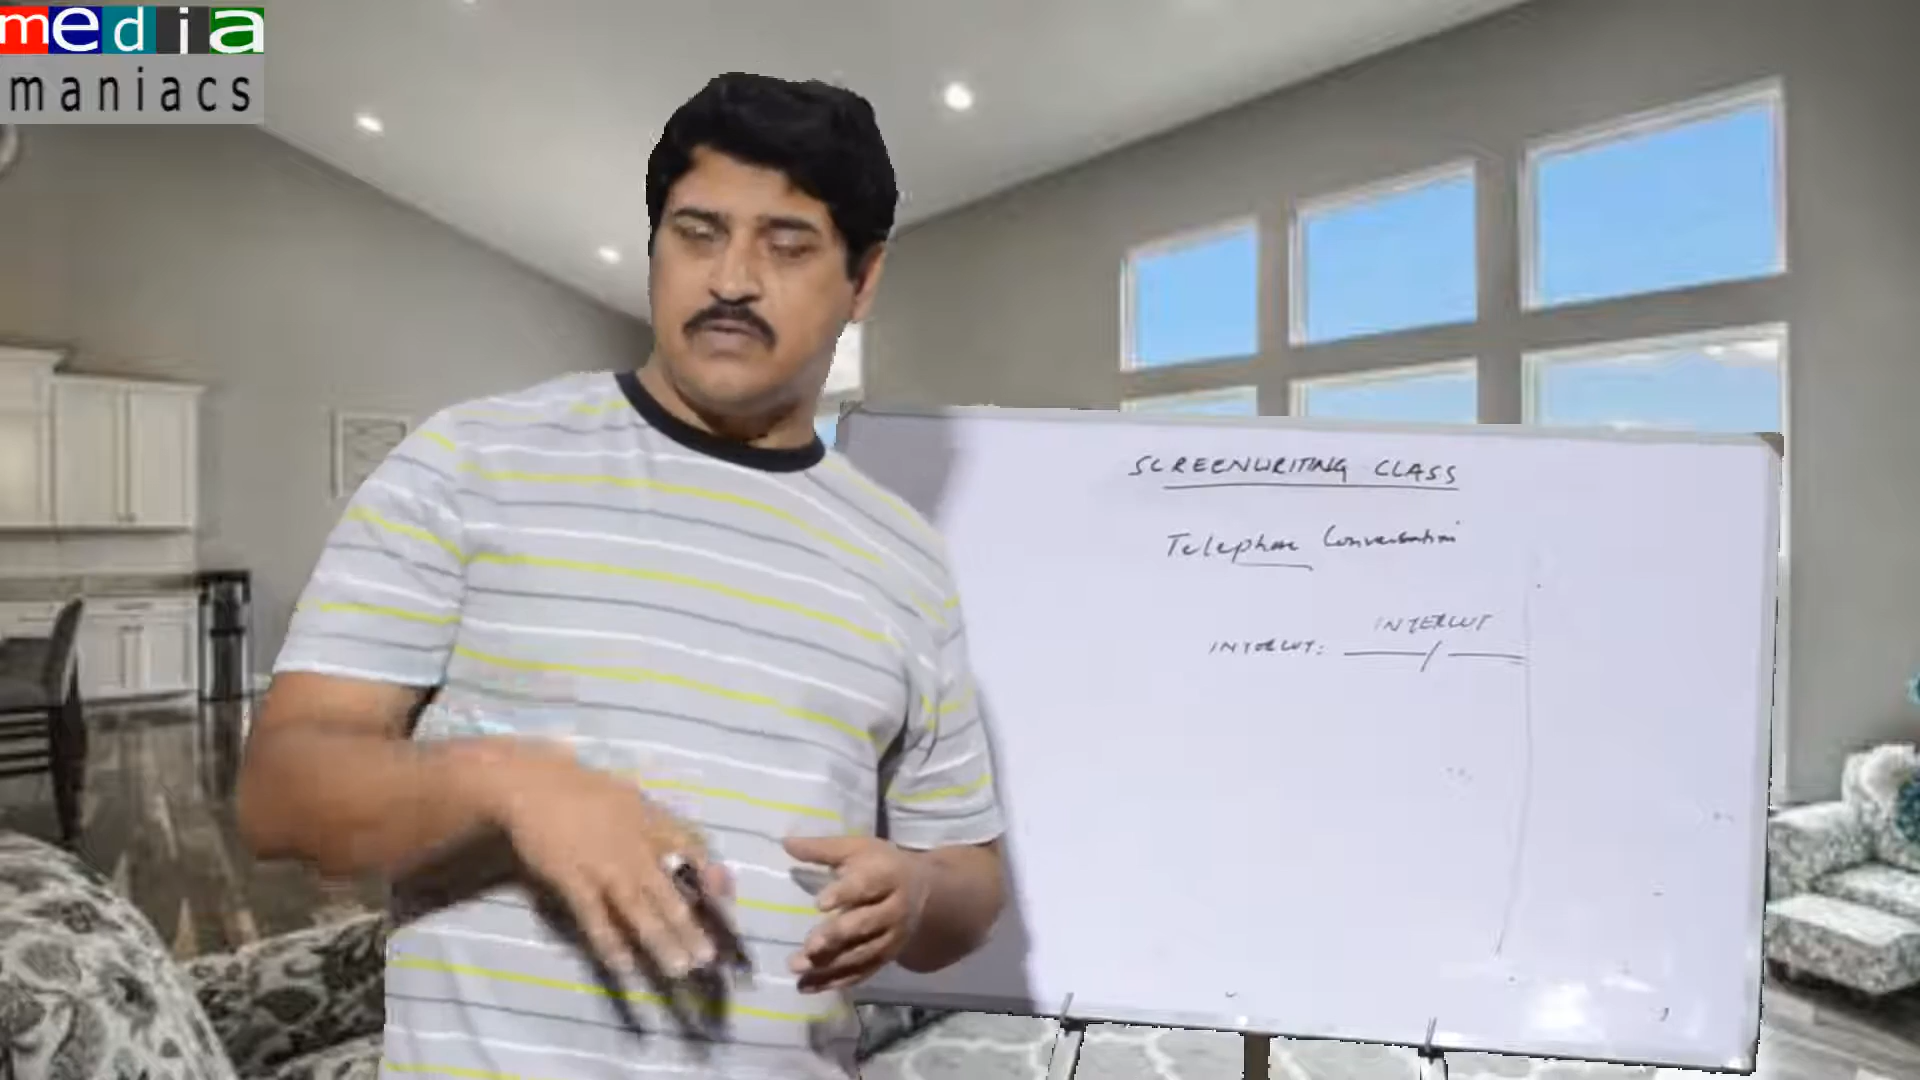 media
maniacs
SCREENWRITING CLASS
Telephone Conversation
INTERCUT
INTERCUT: